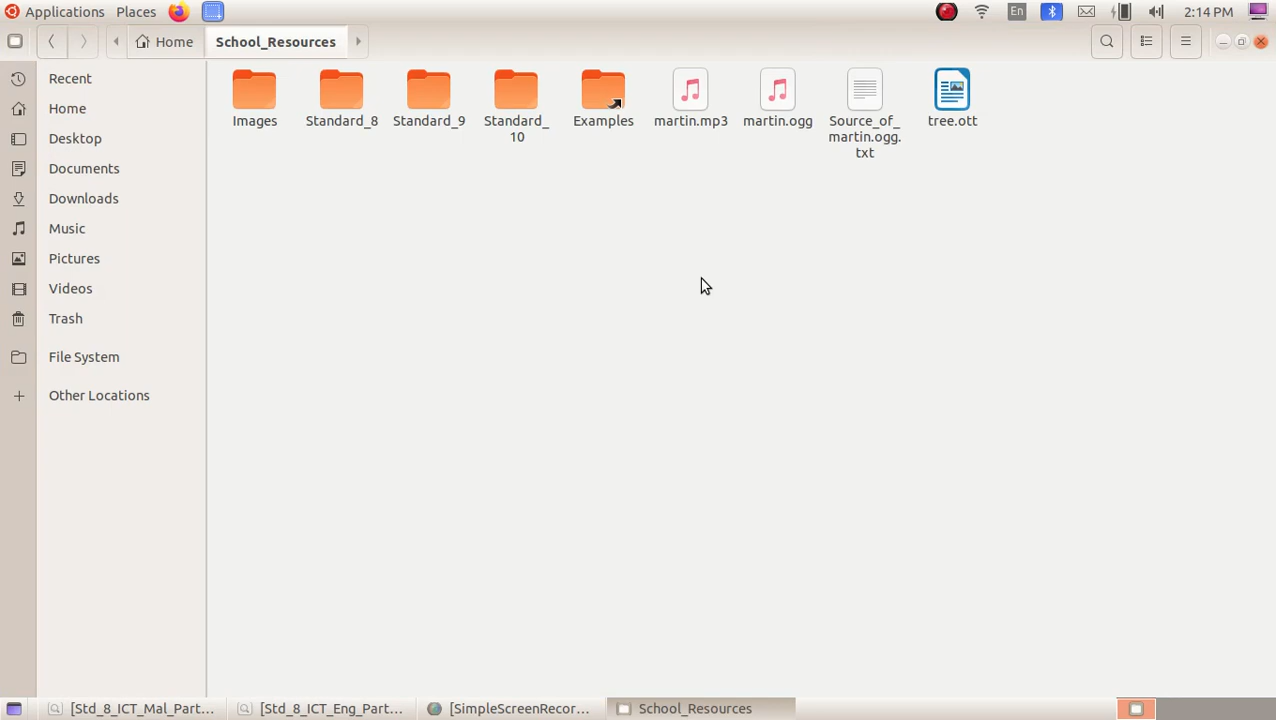 Applications Places En 2:14 PM
Home School_Resources
Recent
Home
Desktop
Documents
Downloads
Music
Pictures
Videos
Trash
File System
Other Locations
Images
Standard_8
Standard_9
Standard_
10
Examples
martin.mp3
martin.ogg
Source_of_
martin.ogg.
txt
tree.ott
[Std_8_ICT_Mal_Part... [Std_8_ICT_Eng_Part... [SimpleScreenRecor... School_Resources